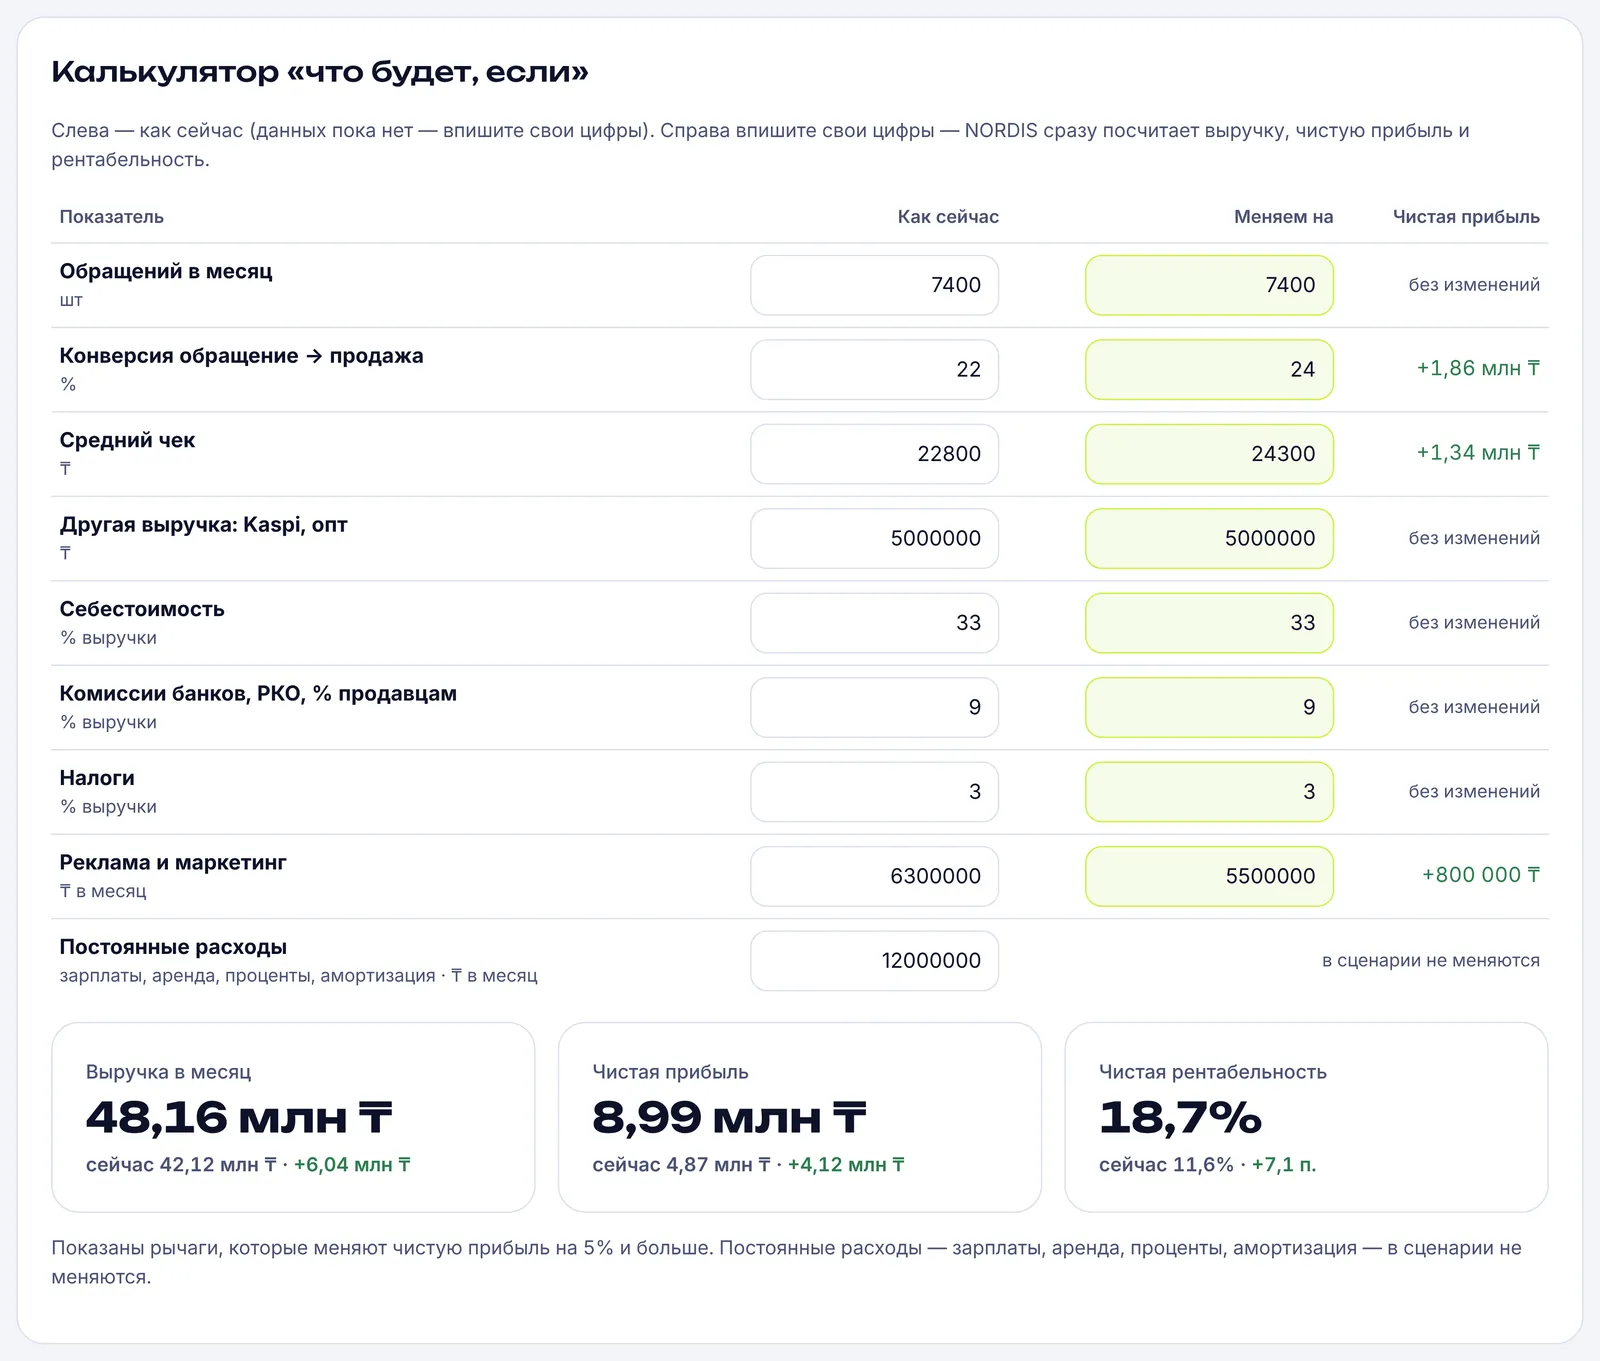 Калькулятор «что будет, если»
Слева — как сейчас (данных пока нет — впишите свои цифры). Справа впишите свои цифры — NORDIS сразу посчитает выручку, чистую прибыль и
рентабельность.
Показатель Как сейчас Меняем на Чистая прибыль
Обращений в месяц
шт
7400 7400 без изменений
Конверсия обращение → продажа
%
22 24 +1,86 млн ₸
Средний чек
₸
22800 24300 +1,34 млн ₸
Другая выручка: Kaspi, опт
₸
5000000 5000000 без изменений
Себестоимость
% выручки
33 33 без изменений
Комиссии банков, РКО, % продавцам
% выручки
9 9 без изменений
Налоги
% выручки
3 3 без изменений
Реклама и маркетинг
₸ в месяц
6300000 5500000 +800 000 ₸
Постоянные расходы
зарплаты, аренда, проценты, амортизация · ₸ в месяц
12000000 в сценарии не меняются
Выручка в месяц
48,16 млн ₸
сейчас 42,12 млн ₸ · +6,04 млн ₸
Чистая прибыль
8,99 млн ₸
сейчас 4,87 млн ₸ · +4,12 млн ₸
Чистая рентабельность
18,7%
сейчас 11,6% · +7,1 п.
Показаны рычаги, которые меняют чистую прибыль на 5% и больше. Постоянные расходы — зарплаты, аренда, проценты, амортизация — в сценарии не
меняются.